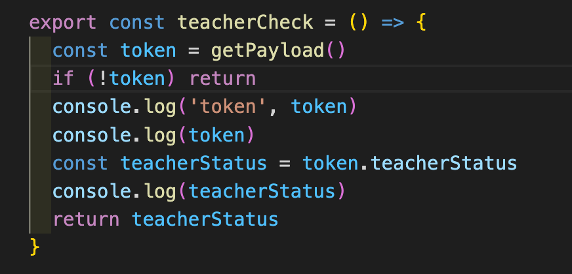 export const teacherCheck = () => {
const token = getPayload()
if (!token) return
console.log('token', token)
console.log(token)
const teacherStatus = token.teacherStatus
console.log(teacherStatus)
return teacherStatus
}